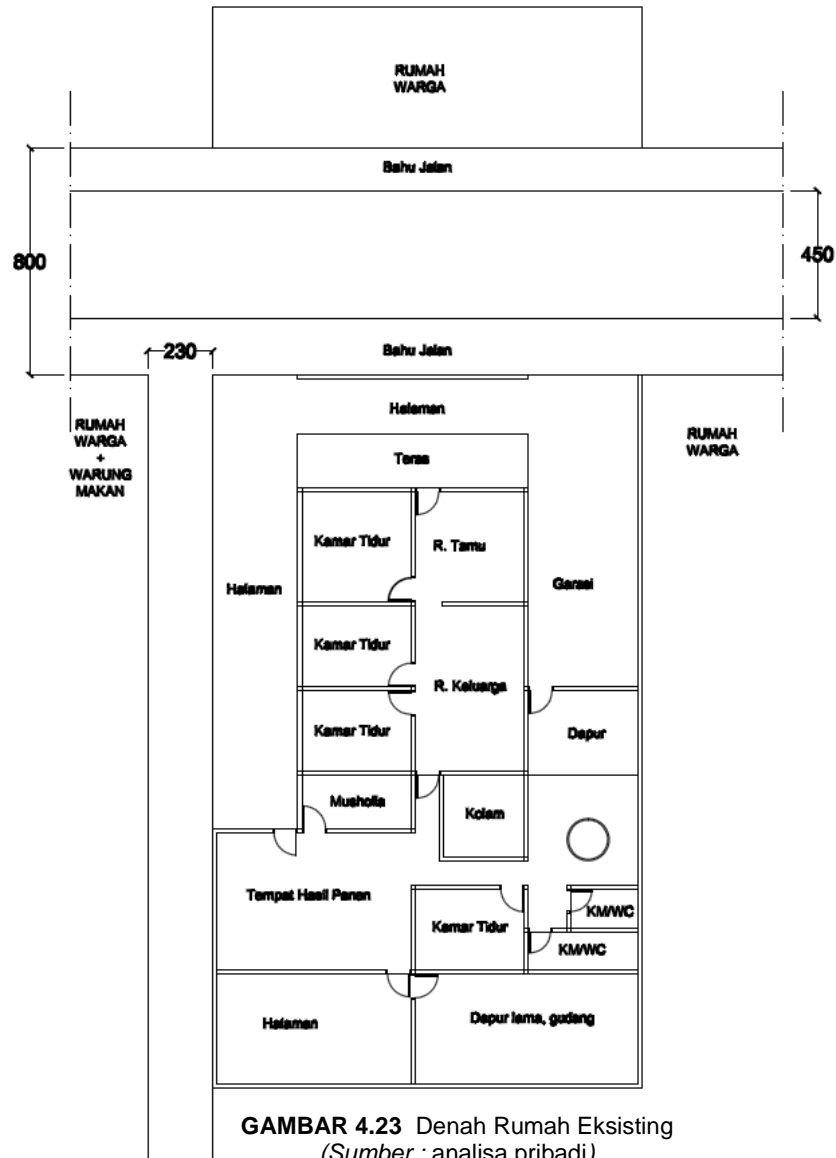 RUMAH
WARGA
Bahu Jalan
800
450
230
Bahu Jalan
Halaman
RUMAH
WARGA
+
WARUNG
MAKAN
RUMAH
WARGA
Teras
Kamar Tidur
R. Tamu
Halaman
Garasi
Kamar Tidur
R. Keluarga
Kamar Tidur
Dapur
Musholla
Kolam
Tempat Hasil Panen
KM/WC
Kamar Tidur
KM/WC
Halaman
Dapur lama, gudang
GAMBAR 4.23 Denah Rumah Eksisting
(Sumber : analisa pribadi)